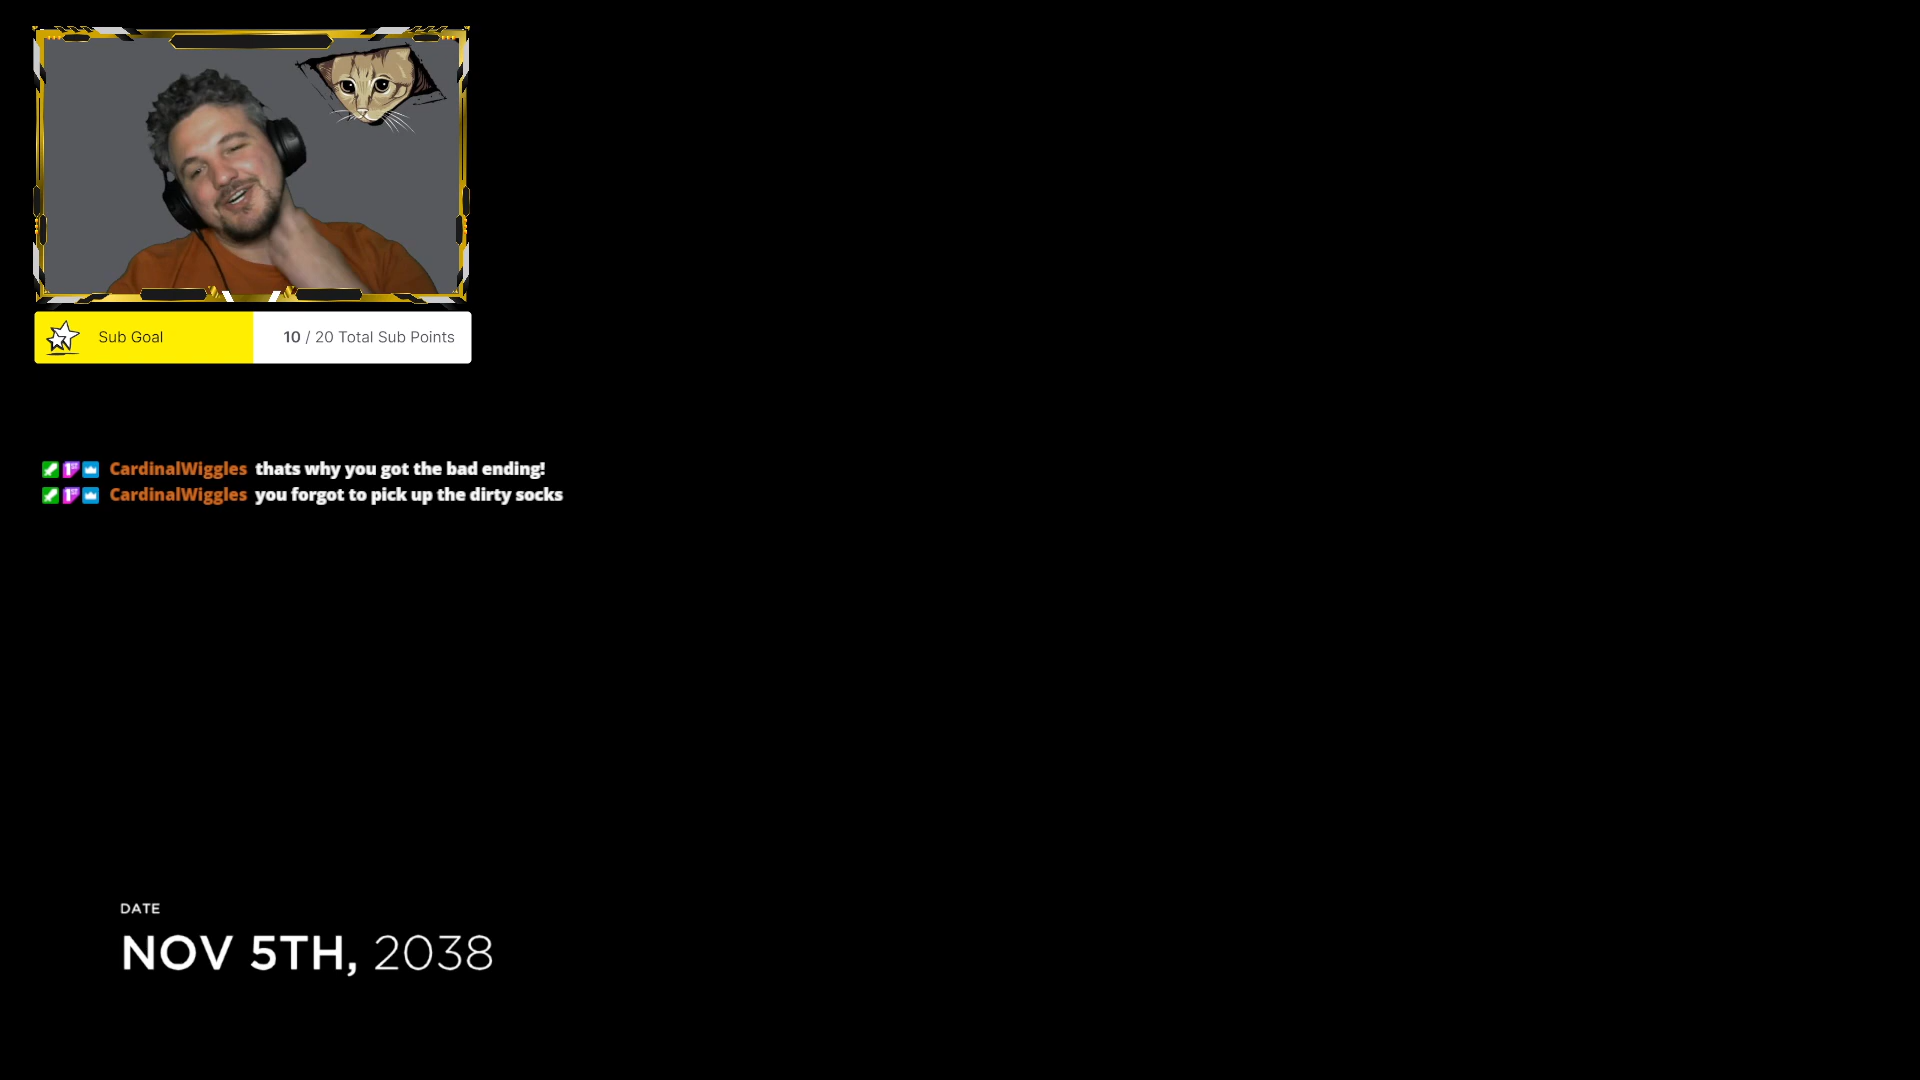 Sub Goal 10 / 20 Total Sub Points
CardinalWiggles thats why you got the bad ending!
CardinalWiggles you forgot to pick up the dirty socks
DATE
NOV 5TH, 2038